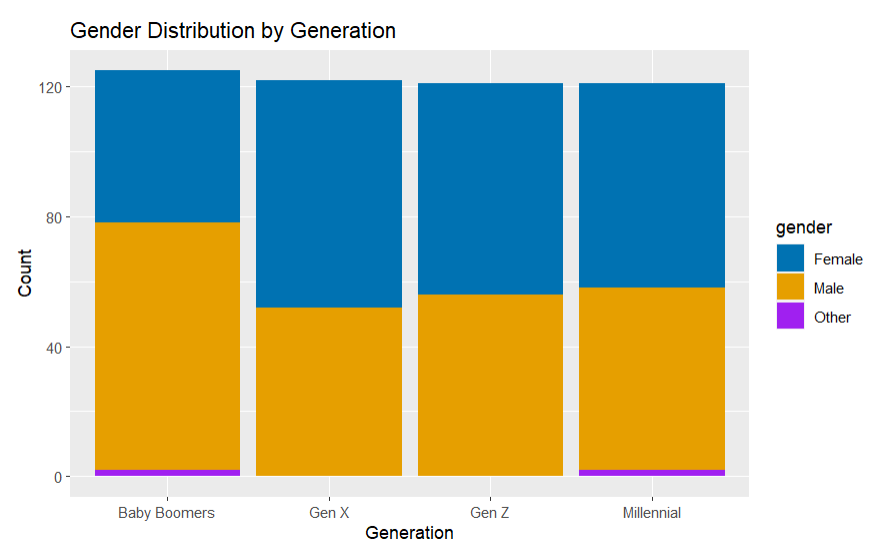 Gender Distribution by Generation
120
80
40
0
Count
Baby Boomers Gen X Gen Z Millennial
Generation
gender
Female
Male
Other